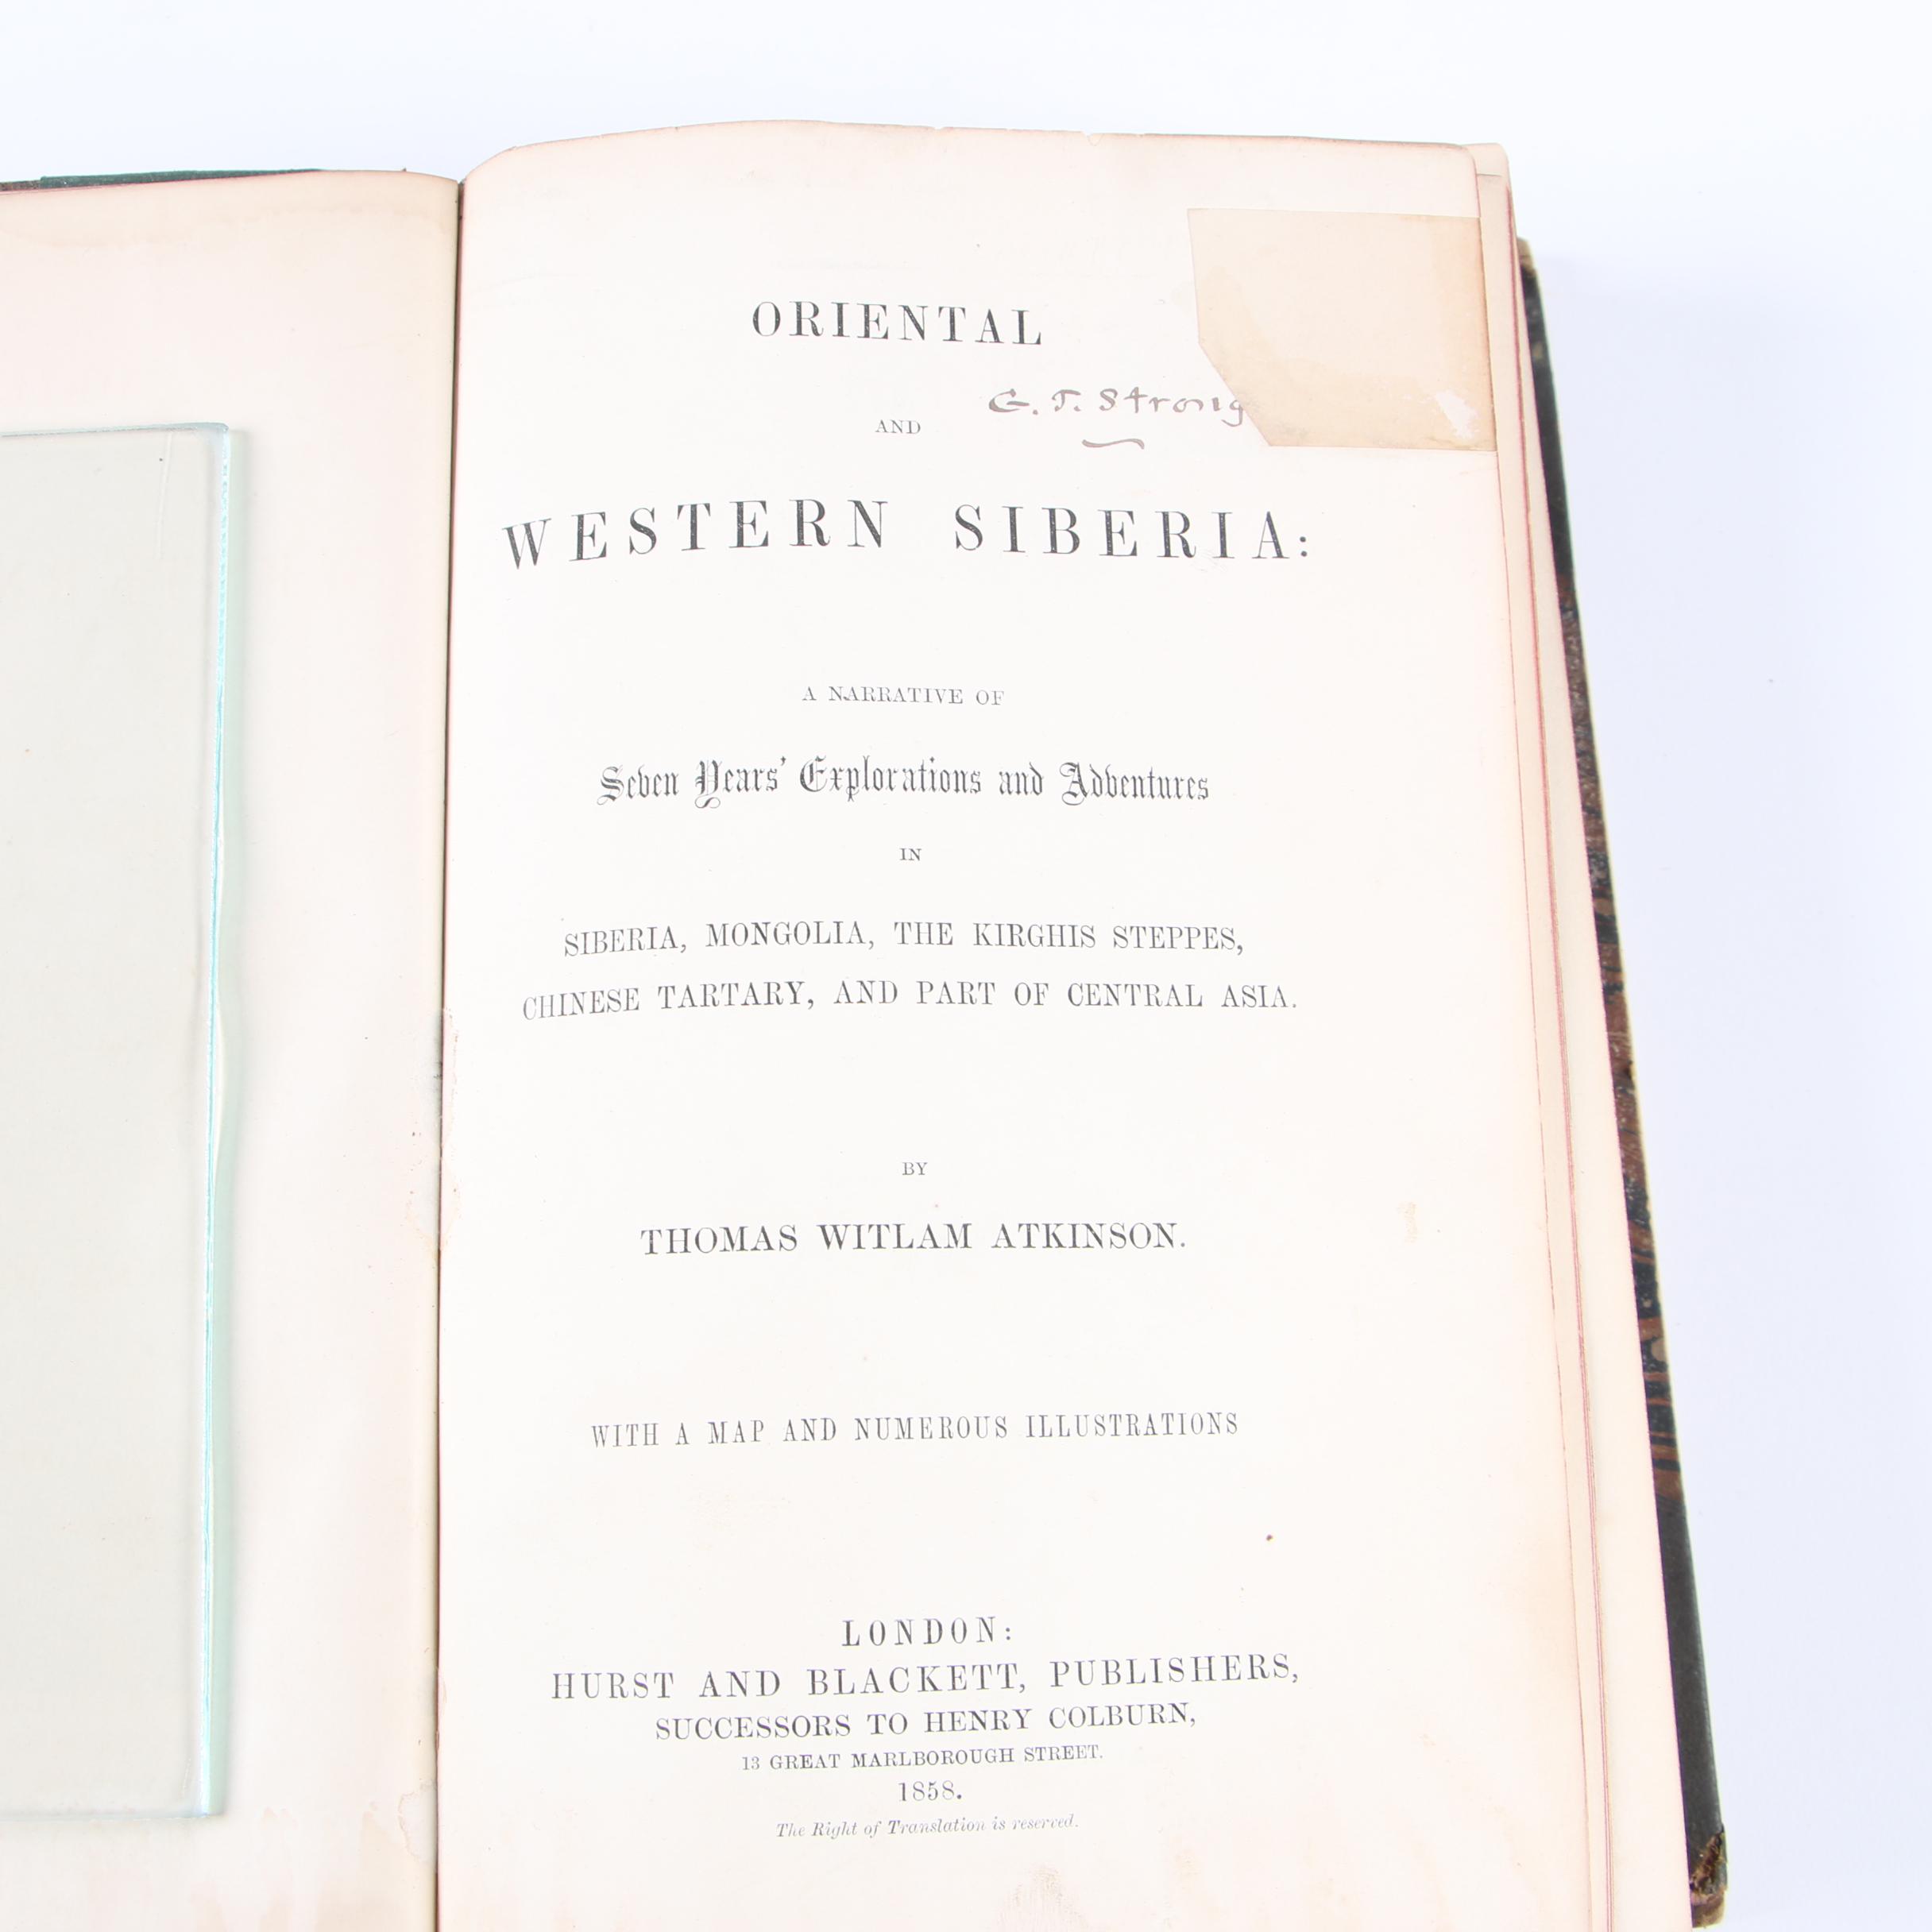 ORIENTAL
G. T. Strong
AND
WESTERN SIBERIA:
A NARRATIVE OF
Seven Years' Explorations and Adventures
IN
SIBERIA, MONGOLIA, THE KIRGHIS STEPPES,
CHINESE TARTARY, AND PART OF CENTRAL ASIA.
BY
THOMAS WITLAM ATKINSON.
WITH A MAP AND NUMEROUS ILLUSTRATIONS
LONDON:
HURST AND BLACKETT, PUBLISHERS,
SUCCESSORS TO HENRY COLBURN,
13 GREAT MARLBOROUGH STREET.
1858.
The Right of Translation is reserved.